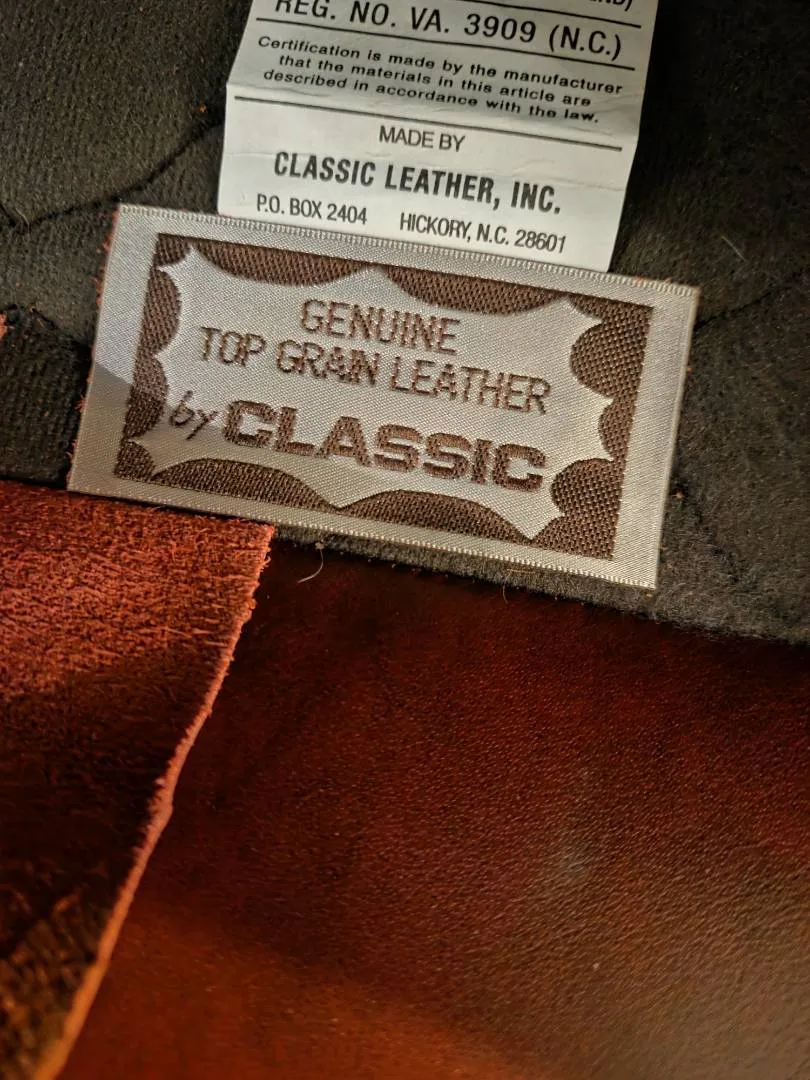 REG. NO. VA. 3909 (N.C.)
Certification is made by the manufacturer
that the materials in this article are
described in accordance with the law.
MADE BY
CLASSIC LEATHER, INC.
P.O. BOX 2404 HICKORY, N.C. 28601
GENUINE
TOP GRAIN LEATHER
by CLASSIC